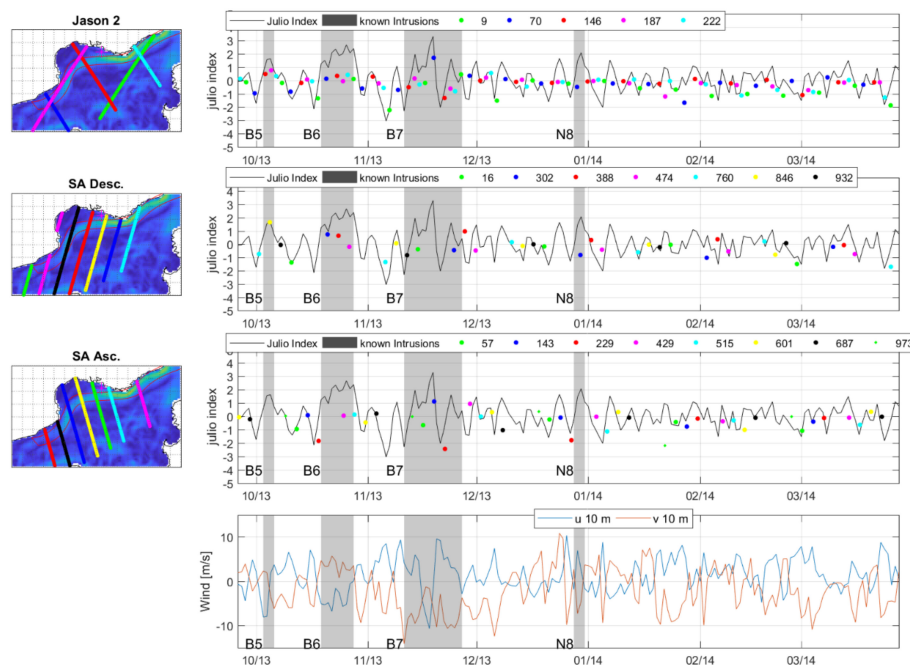 Jason 2
Julio Index known Intrusions 9 70 146 187 222
julio index
3
2
1
0
-1
-2
-3
-4
-5
B5 B6 B7 N8
10/13 11/13 12/13 01/14 02/14 03/14
SA Desc.
Julio Index known Intrusions 16 302 388 474 760 846 932
julio index
4
3
2
1
0
-1
-2
-3
-4
-5
B5 B6 B7 N8
10/13 11/13 12/13 01/14 02/14 03/14
SA Asc.
Julio Index known Intrusions 57 143 229 429 515 601 687 973
julio index
4
3
2
1
0
-1
-2
-3
-4
-5
B5 B6 B7 N8
10/13 11/13 12/13 01/14 02/14 03/14
u 10 m v 10 m
Wind [m/s]
10
0
-10
B5 B6 B7 N8
10/13 11/13 12/13 01/14 02/14 03/14